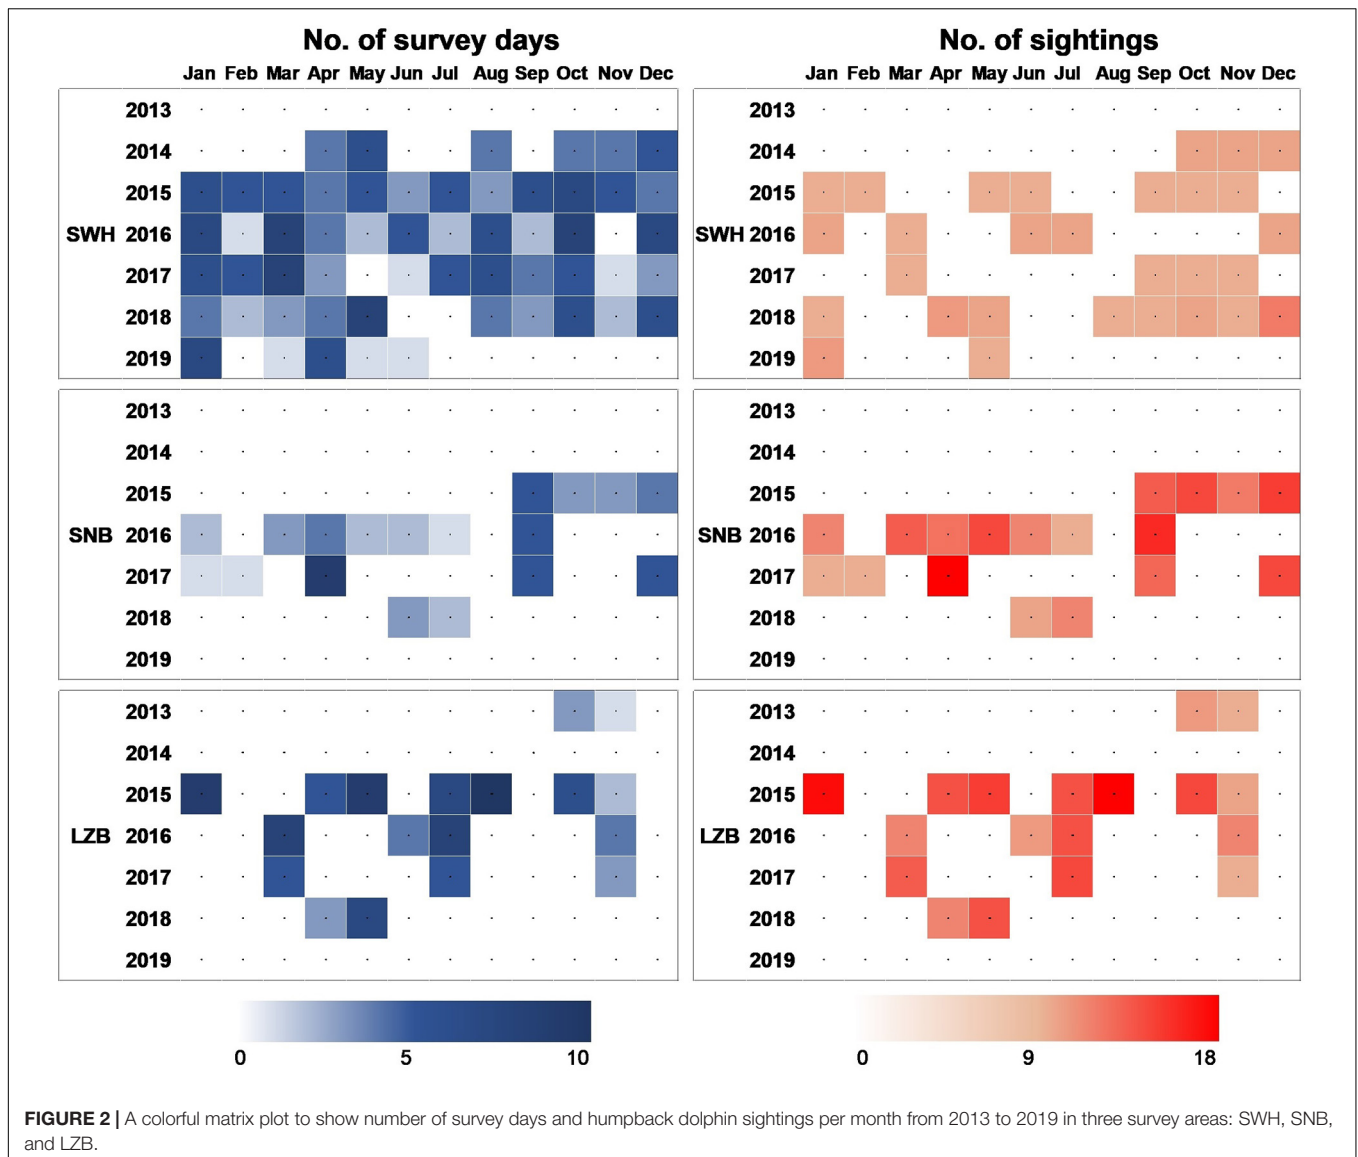 No. of survey days No. of sightings
Jan Feb Mar Apr May Jun Jul Aug Sep Oct Nov Dec Jan Feb Mar Apr May Jun Jul Aug Sep Oct Nov Dec
2013 2013
2014 2014
2015 2015
SWH 2016 SWH 2016
2017 2017
2018 2018
2019 2019
2013 2013
2014 2014
2015 2015
SNB 2016 SNB 2016
2017 2017
2018 2018
2019 2019
2013 2013
2014 2014
2015 2015
LZB 2016 LZB 2016
2017 2017
2018 2018
2019 2019
0 5 10 0 9 18
FIGURE 2 | A colorful matrix plot to show number of survey days and humpback dolphin sightings per month from 2013 to 2019 in three survey areas: SWH, SNB,
and LZB.